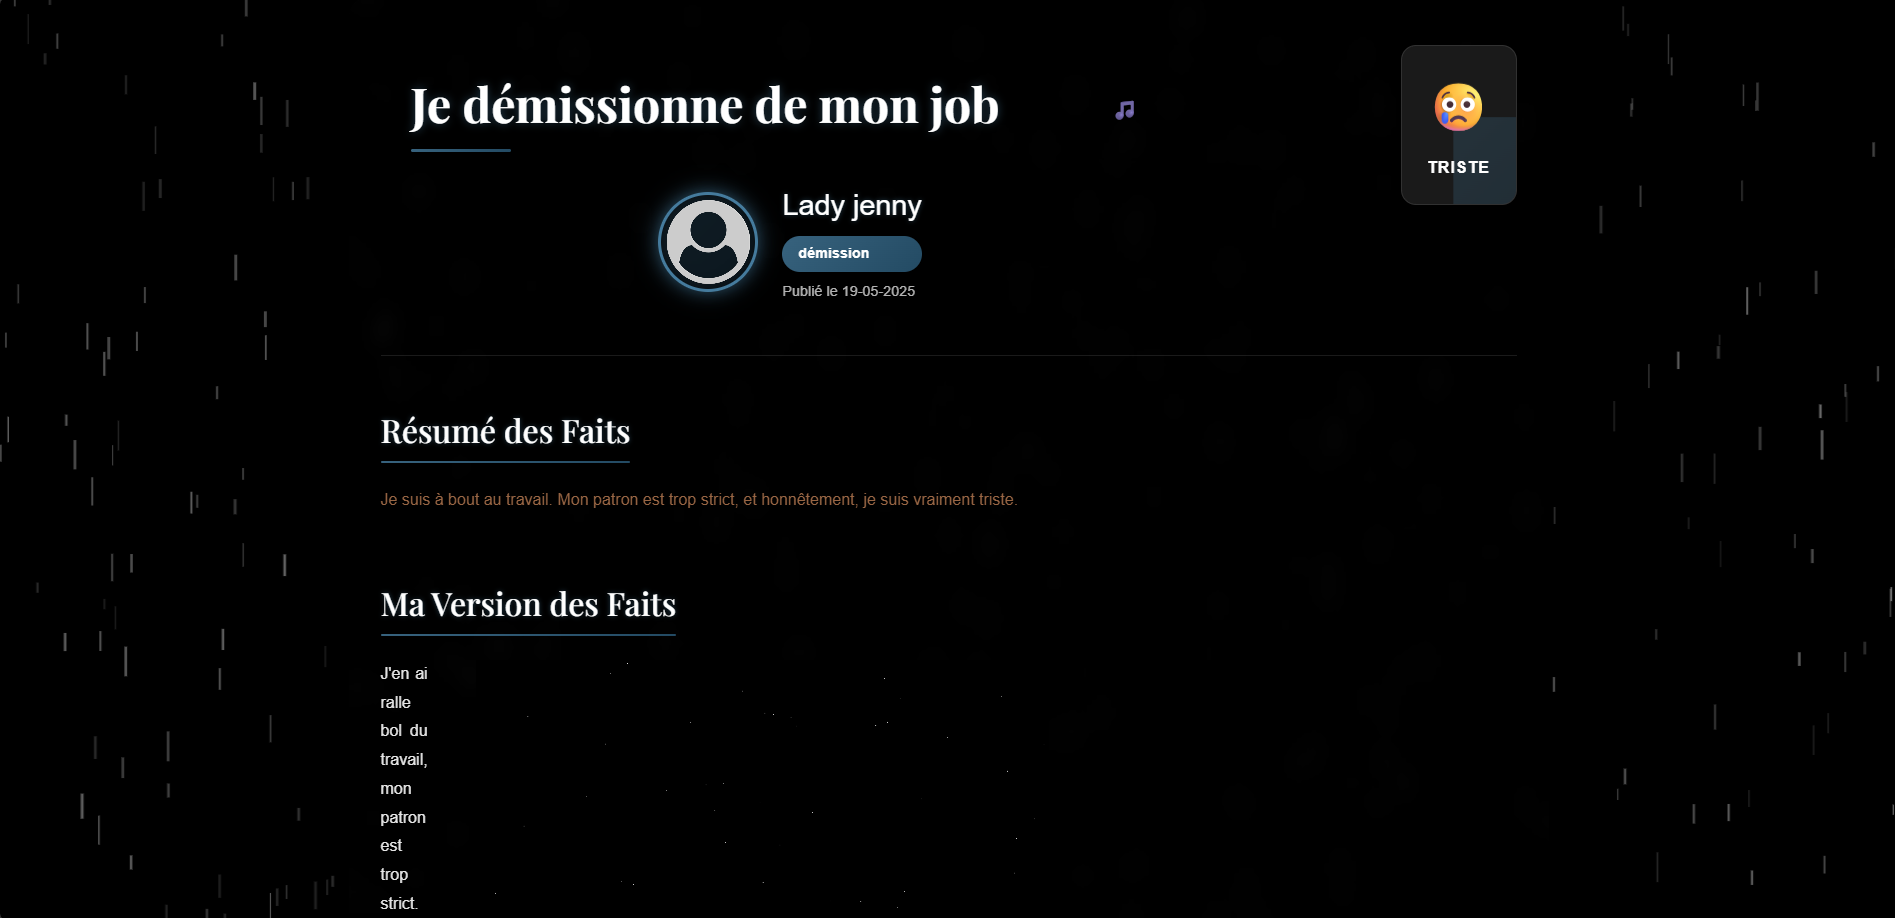 Je démissionne de mon job
TRISTE
Lady jenny
démission
Publié le 19-05-2025
Résumé des Faits
Je suis à bout au travail. Mon patron est trop strict, et honnêtement, je suis vraiment triste.
Ma Version des Faits
J'en ai
ralle
bol du
travail,
mon
patron
est
trop
strict.